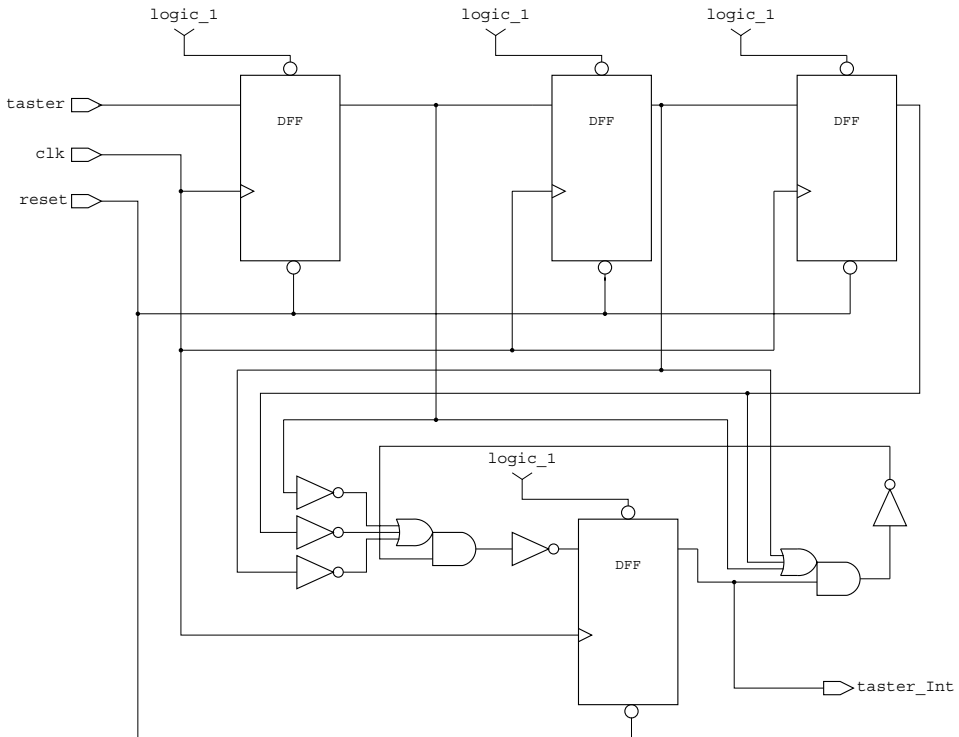 logic_1
logic_1
logic_1
taster
DFF
DFF
DFF
clk
reset
logic_1
DFF
taster_Int